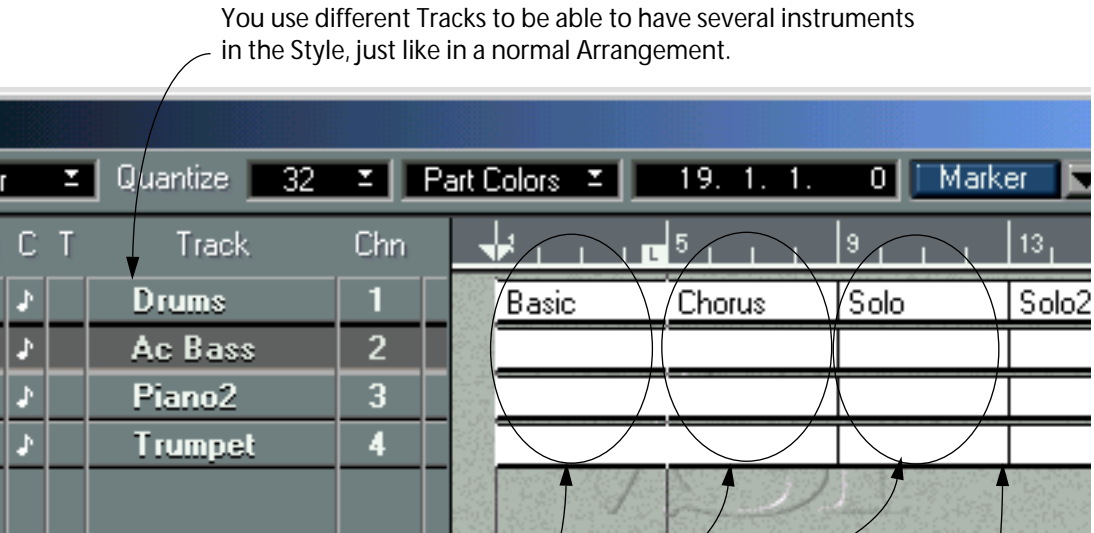 You use different Tracks to be able to have several instruments
in the Style, just like in a normal Arrangement.
r Quantize 32 Part Colors 19. 1. 1. 0 Marker
C T Track Chn 1 L 5 9 13
Drums 1 Basic Chorus Solo Solo2
Ac Bass 2
Piano2 3
Trumpet 4